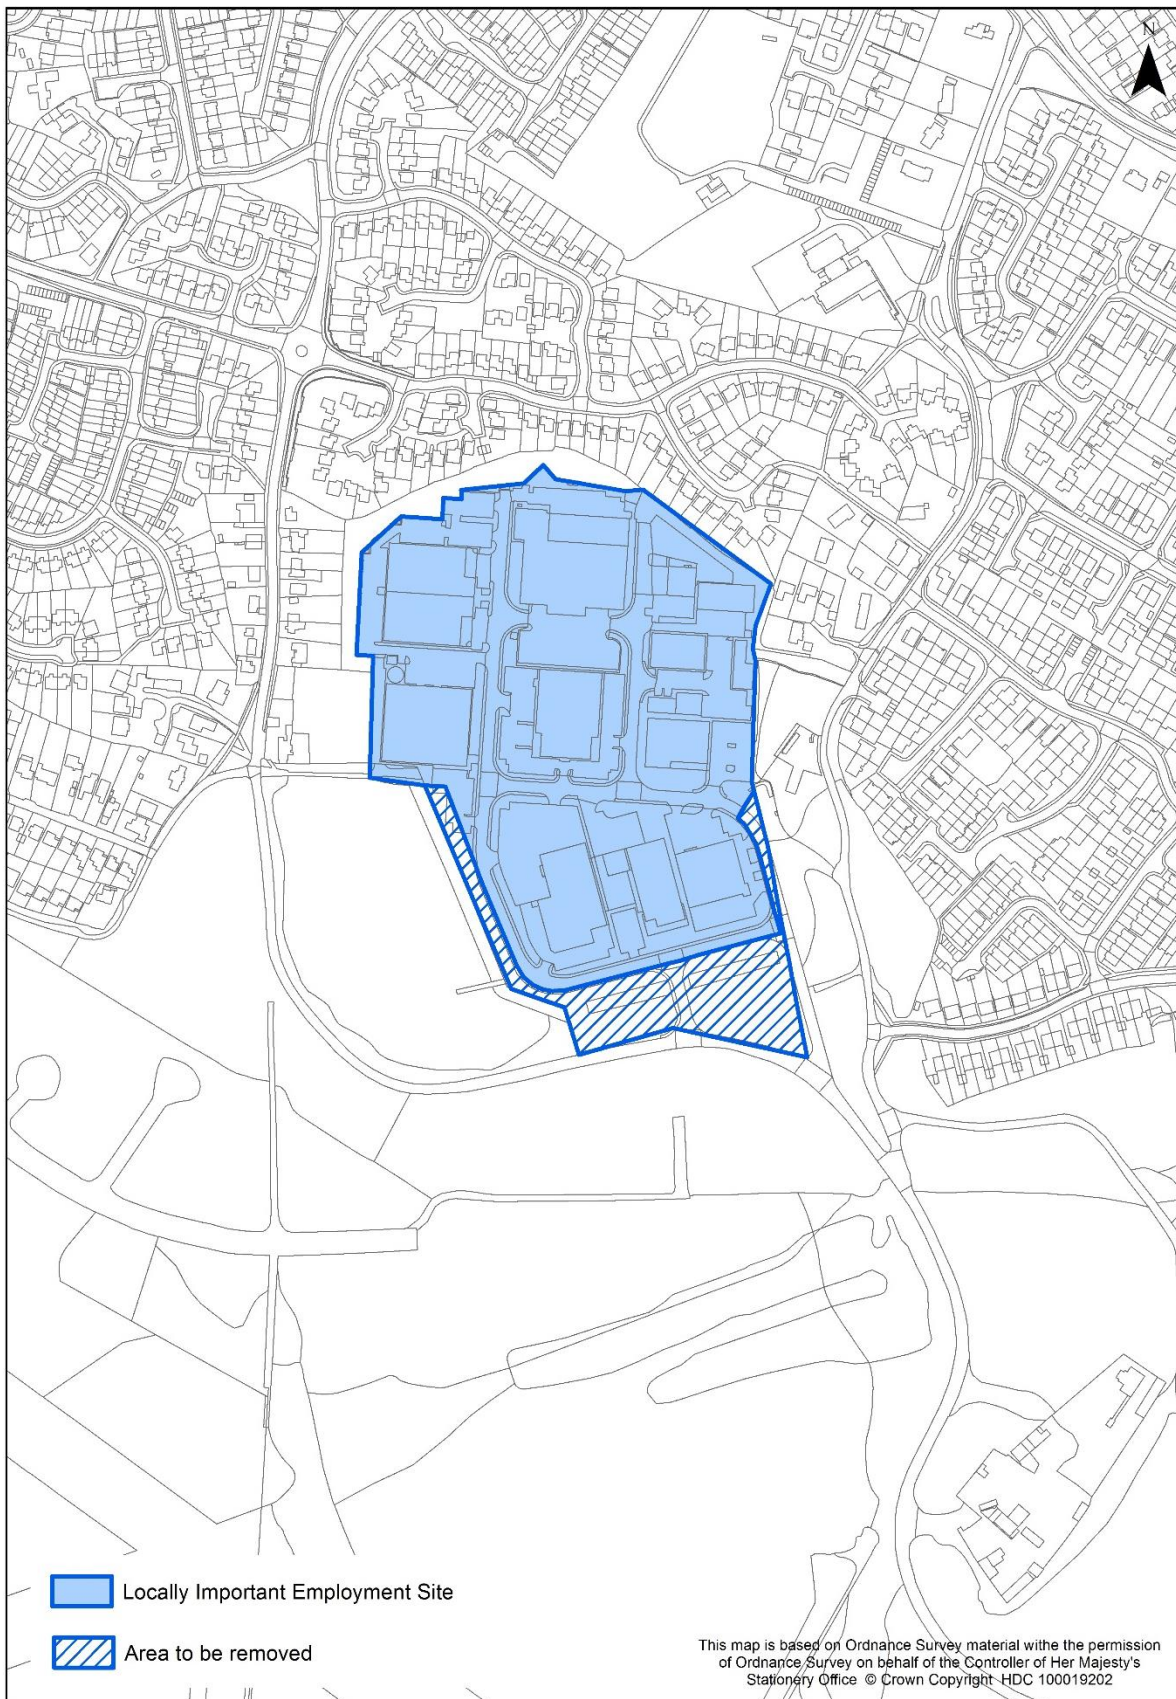 N
Locally Important Employment Site
Area to be removed
This map is based on Ordnance Survey material withe the permission
of Ordnance Survey on behalf of the Controller of Her Majesty's
Stationery Office © Crown Copyright HDC 100019202